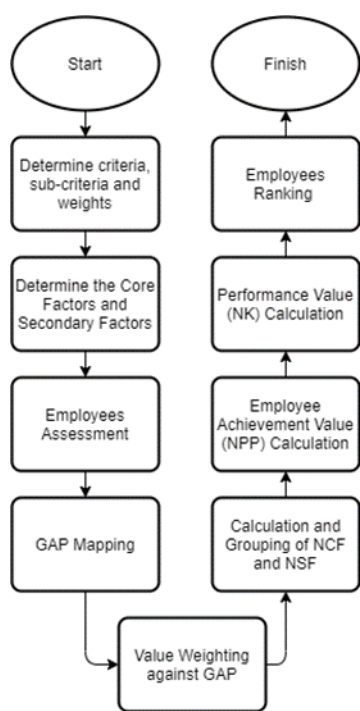 Start
Determine criteria,
sub-criteria and
weights
Determine the Core
Factors and
Secondary Factors
Employees
Assessment
GAP Mapping
Value Weighting
against GAP
Calculation and
Grouping of NCF
and NSF
Employee
Achievement Value
(NPP) Calculation
Performance Value
(NK) Calculation
Employees
Ranking
Finish